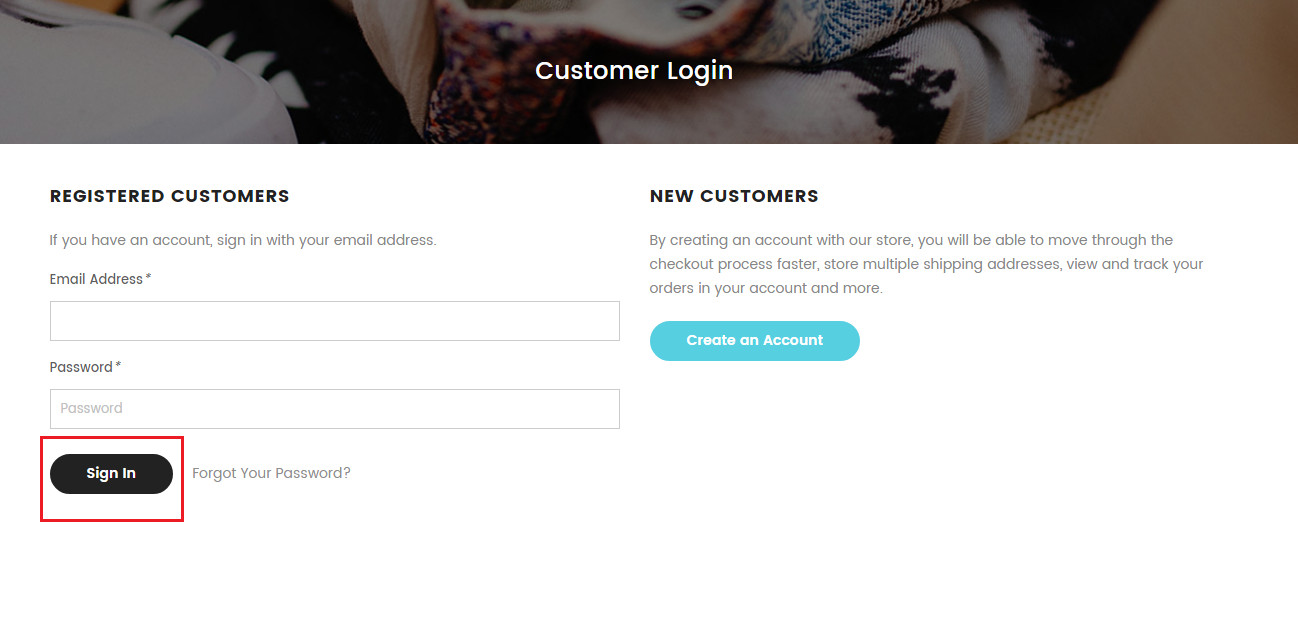 Customer Login
REGISTERED CUSTOMERS
If you have an account, sign in with your email address.
Email Address *
Password *
Password
Sign In
Forgot Your Password?
NEW CUSTOMERS
By creating an account with our store, you will be able to move through the
checkout process faster, store multiple shipping addresses, view and track your
orders in your account and more.
Create an Account